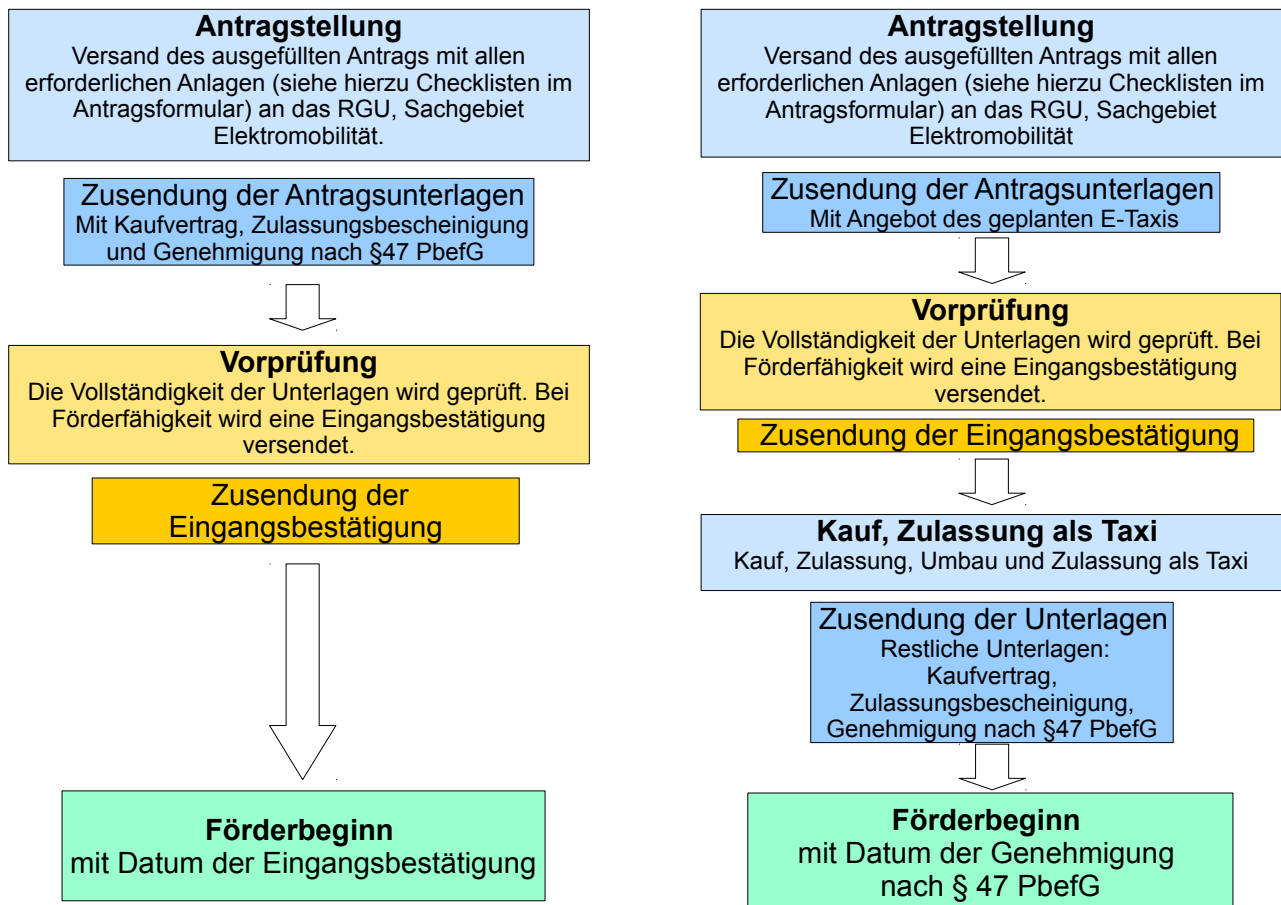 Antragstellung
Versand des ausgefüllten Antrags mit allen
erforderlichen Anlagen (siehe hierzu Checklisten im
Antragsformular) an das RGU, Sachgebiet
Elektromobilität.
Zusendung der Antragsunterlagen
Mit Kaufvertrag, Zulassungsbescheinigung
und Genehmigung nach §47 PbefG
Vorprüfung
Die Vollständigkeit der Unterlagen wird geprüft. Bei
Förderfähigkeit wird eine Eingangsbestätigung
versendet.
Zusendung der
Eingangsbestätigung
Förderbeginn
mit Datum der Eingangsbestätigung
Antragstellung
Versand des ausgefüllten Antrags mit allen
erforderlichen Anlagen (siehe hierzu Checklisten im
Antragsformular) an das RGU, Sachgebiet
Elektromobilität
Zusendung der Antragsunterlagen
Mit Angebot des geplanten E-Taxis
Vorprüfung
Die Vollständigkeit der Unterlagen wird geprüft. Bei
Förderfähigkeit wird eine Eingangsbestätigung
versendet.
Zusendung der Eingangsbestätigung
Kauf, Zulassung als Taxi
Kauf, Zulassung, Umbau und Zulassung als Taxi
Zusendung der Unterlagen
Restliche Unterlagen:
Kaufvertrag,
Zulassungsbescheinigung,
Genehmigung nach §47 PbefG
Förderbeginn
mit Datum der Genehmigung
nach § 47 PbefG